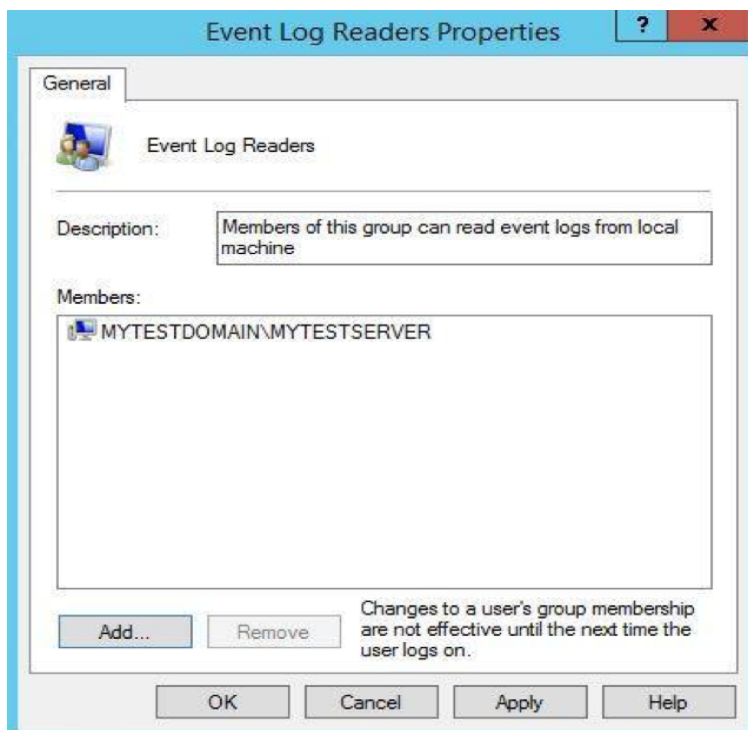 Event Log Readers Properties
? x
General
Event Log Readers
Description:
Members of this group can read event logs from local
machine
Members:
MYTESTDOMAIN\MYTESTSERVER
Add...
Remove
Changes to a user's group membership
are not effective until the next time the
user logs on.
OK
Cancel
Apply
Help